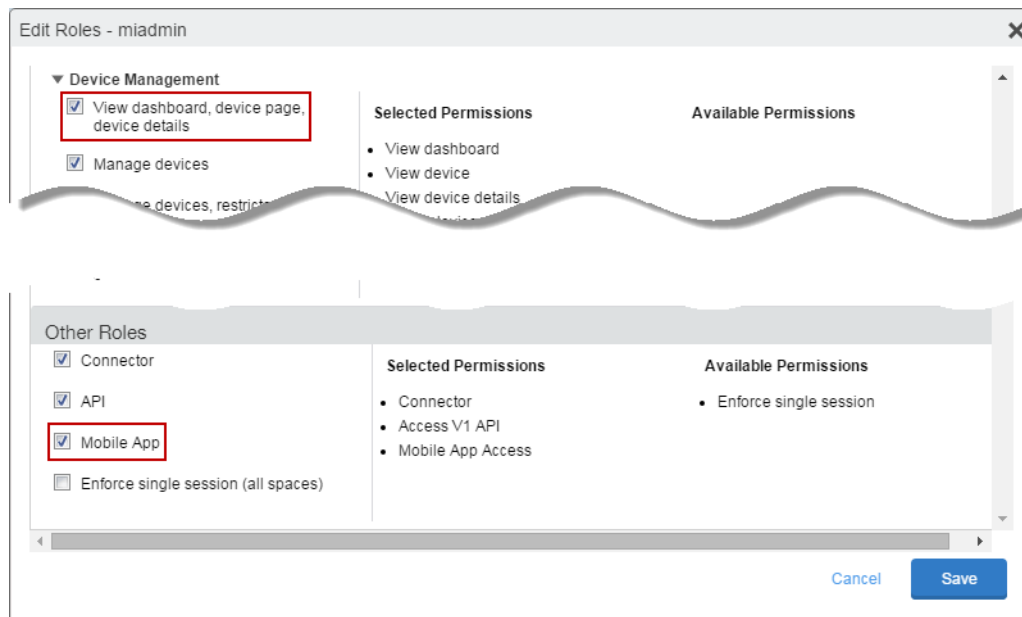 Edit Roles - miadmin
Device Management
View dashboard, device page,
device details
Selected Permissions
Available Permissions
Manage devices
View dashboard
View device
devices, restrict
View device details
Other Roles
Connector
Selected Permissions
Available Permissions
API
Connector
Enforce single session
Access V1 API
Mobile App
Mobile App Access
Enforce single session (all spaces)
Cancel
Save